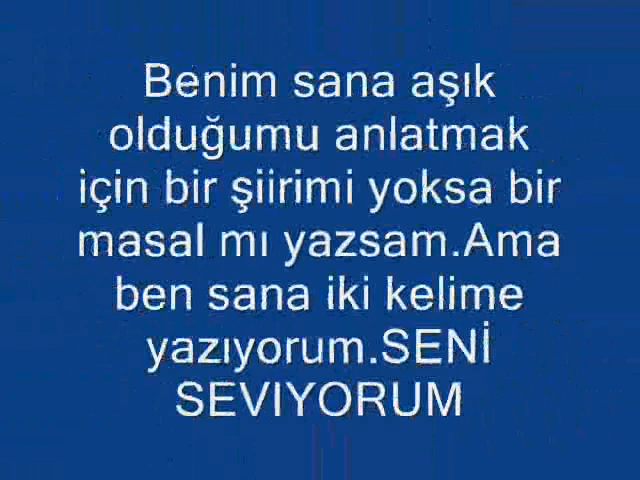 Benim sana aşık
olduğumu anlatmak
için bir şiirimi yoksa bir
masal mı yazsam.Ama
ben sana iki kelime
yazıyorum.SENİ
SEVIYORUM